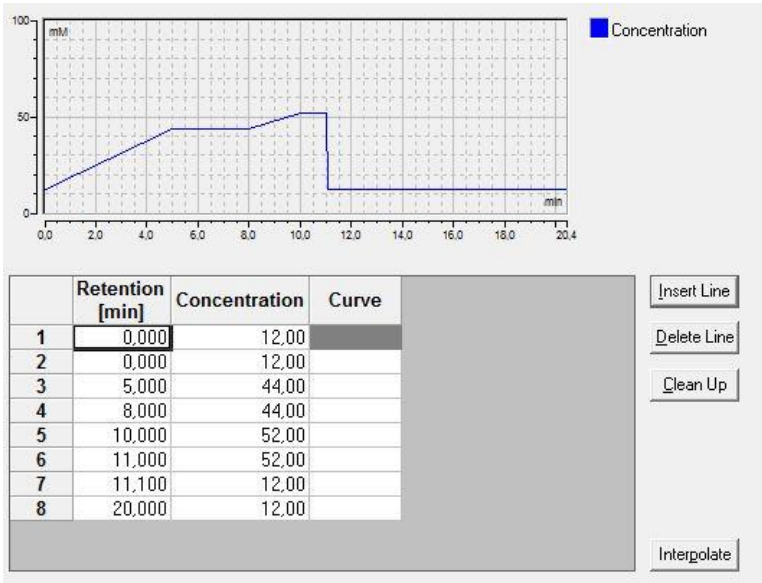 100
mM
Concentration
50
min
0
0,0 2,0 4,0 6,0 8,0 10,0 12,0 14,0 16,0 18,0 20,4
Retention [min] Concentration Curve
Insert Line
1 0,000 12,00
Delete Line
2 0,000 12,00
3 5,000 44,00
Clean Up
4 8,000 44,00
5 10,000 52,00
6 11,000 52,00
7 11,100 12,00
8 20,000 12,00
Interpolate